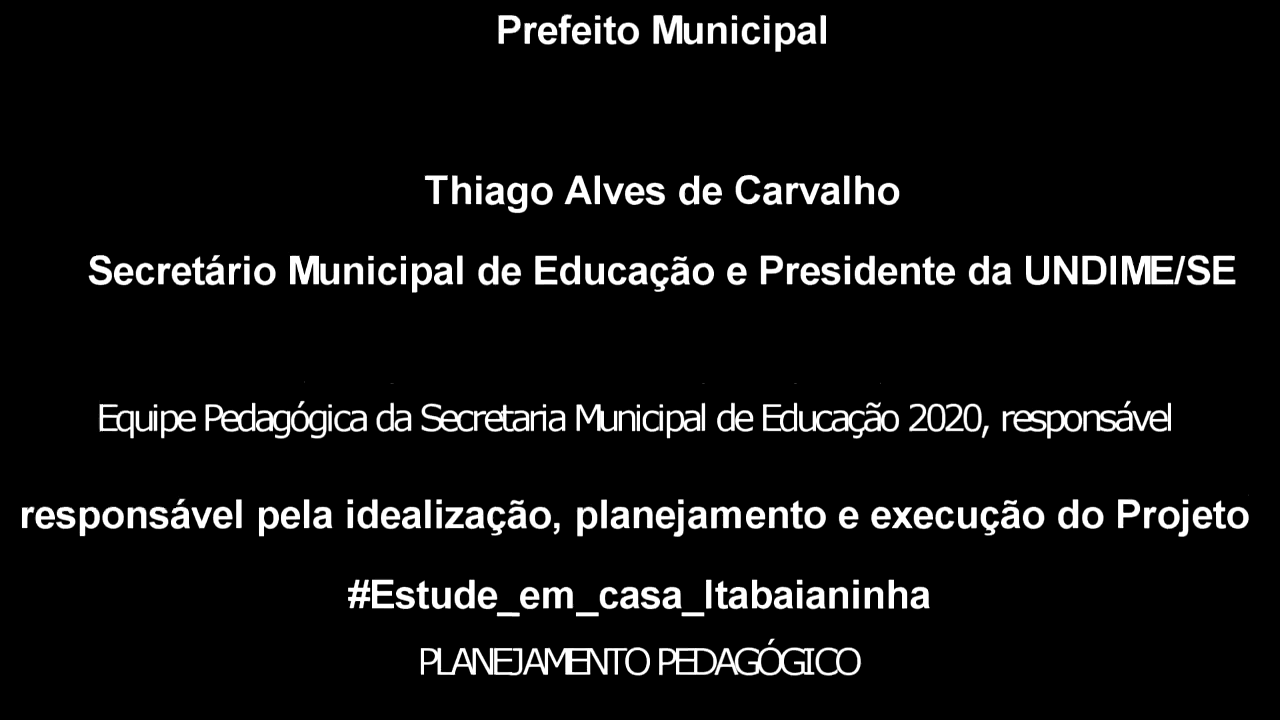 Prefeito Municipal
Thiago Alves de Carvalho
Secretário Municipal de Educação e Presidente da UNDIME/SE
Equipe Pedagógica da Secretaria Municipal de Educação 2020, responsável
responsável pela idealização, planejamento e execução do Projeto
#Estude_em_casa_Itabaianinha
PLANEJAMENTO PEDAGÓGICO